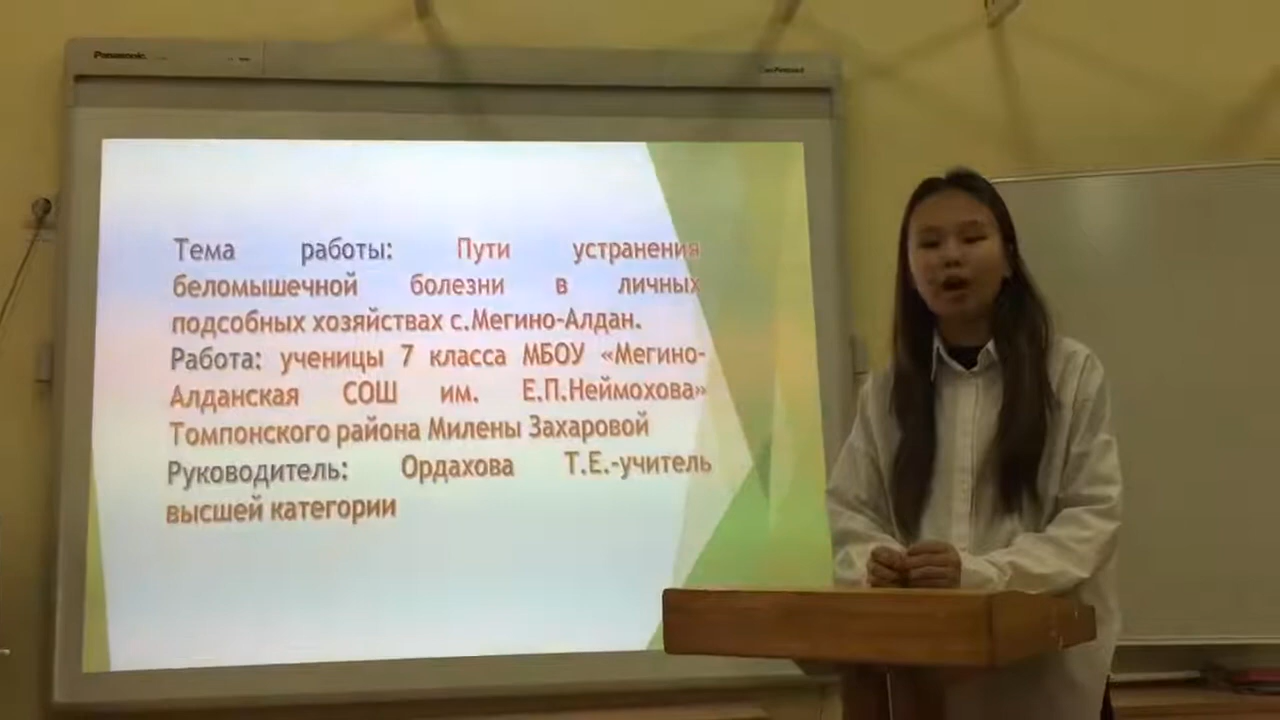 Panasonic
Тема работы: Пути устранения
беломышечной болезни в личных
подсобных хозяйствах с.Мегино-Алдан.
Работа: ученицы 7 класса МБОУ «Мегино-
Алданская СОШ им. Е.П.Неймохова»
Томпонского района Милены Захаровой
Руководитель: Ордахова Т.Е.-учитель
высшей категории